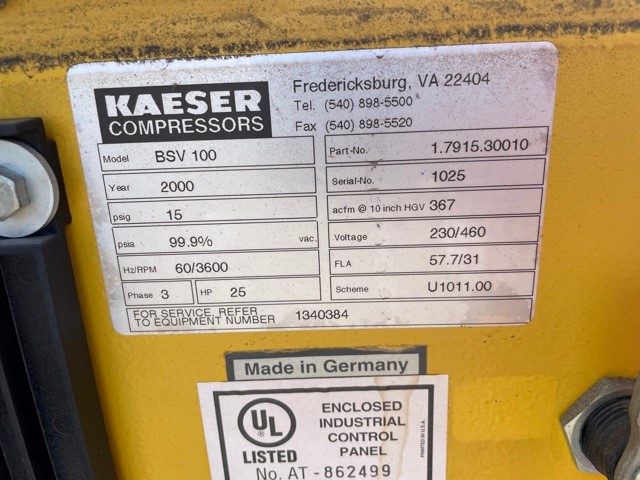 KAESER
COMPRESSORS
Fredericksburg, VA 22404
Tel. (540) 898-5500
Fax (540) 898-5520
Model BSV 100
Part-No. 1.7915.30010
Year 2000
Serial-No. 1025
psig 15
acfm @ 10 inch HGV 367
psia 99.9% vac.
Voltage 230/460
Hz/RPM 60/3600
FLA 57.7/31
Phase 3 HP 25
Scheme U1011.00
FOR SERVICE, REFER
TO EQUIPMENT NUMBER 1340384
Made in Germany
UL
LISTED
ENCLOSED
INDUSTRIAL
CONTROL
PANEL
No. AT - 862499
PRINTED IN U.S.A.